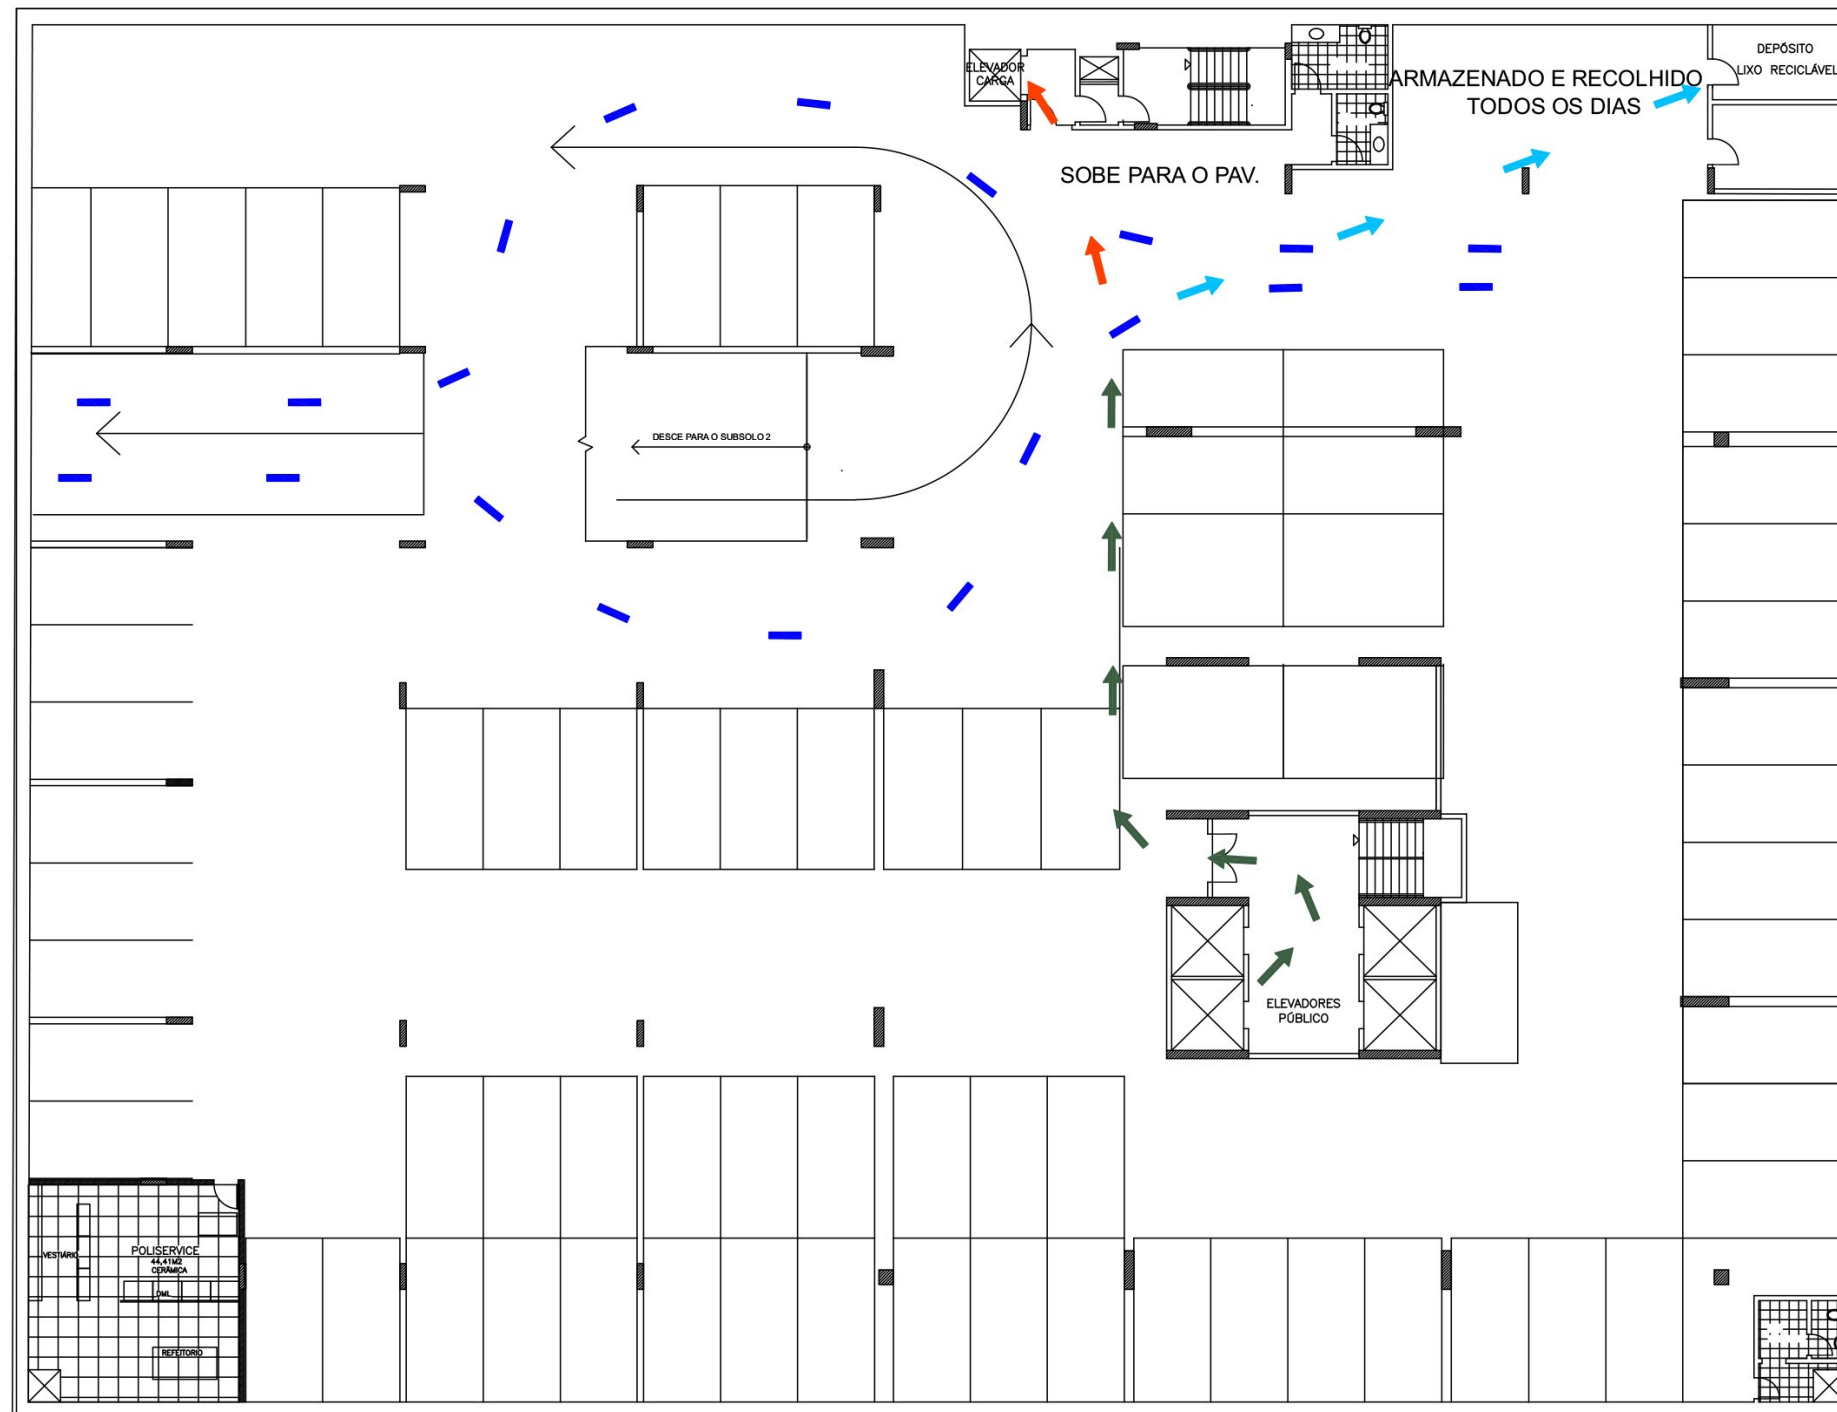 DEPÓSITO
LIXO RECICLÁVEL
ELEVADOR
CARGA
ARMAZENADO E RECOLHIDO
TODOS OS DIAS
SOBE PARA O PAV.
DESCE PARA O SUBSOLO 2
ELEVADORES
PÚBLICO
VESTIÁRIO
POLISERVICE
44,41M2
CERÂMICA
DML
REFEITORIO